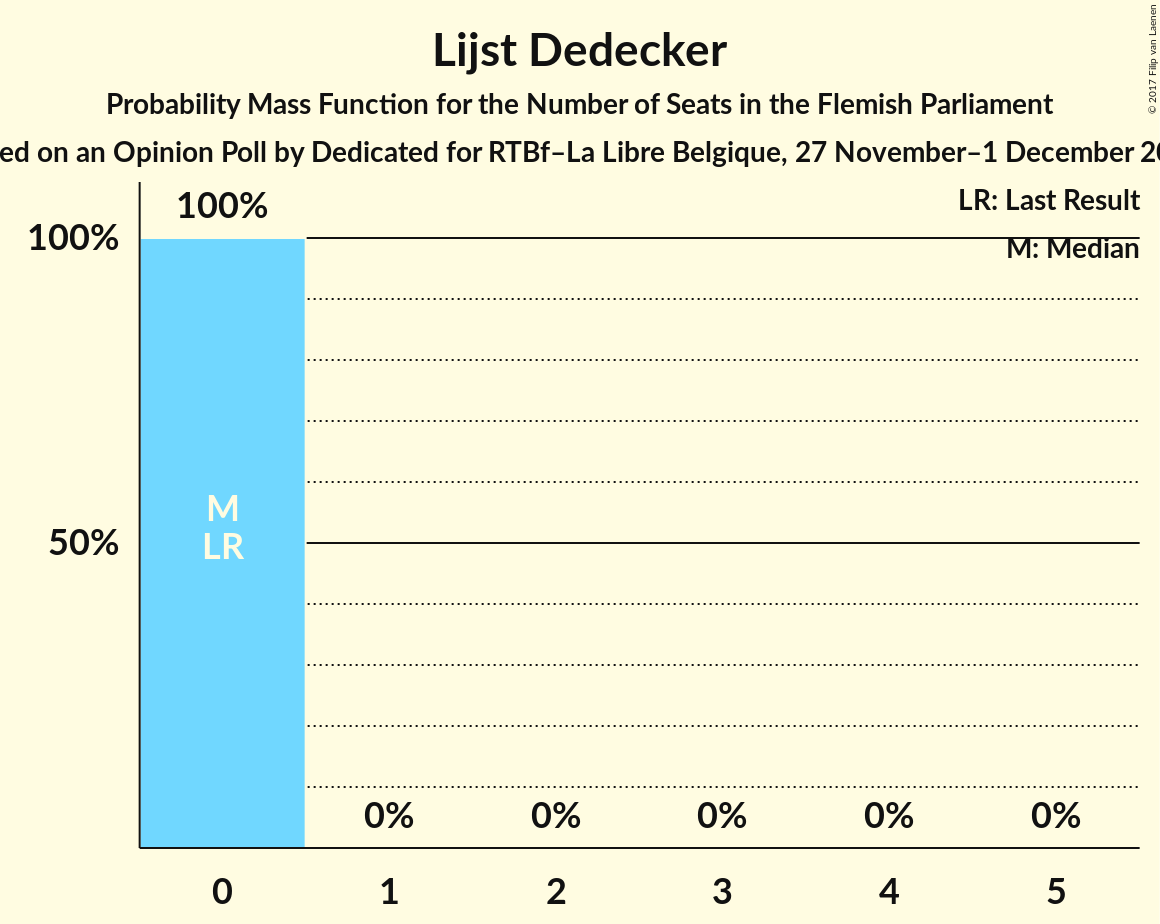 Lijst Dedecker
Probability Mass Function for the Number of Seats in the Flemish Parliament
on an Opinion Poll by Dedicated for RTBf–La Libre Belgique, 27 November–1 December
© 2017 Filip van Laenen
LR: Last Result
M: Median
100%
100%
50%
M
LR
0% 0% 0% 0% 0%
0 1 2 3 4 5